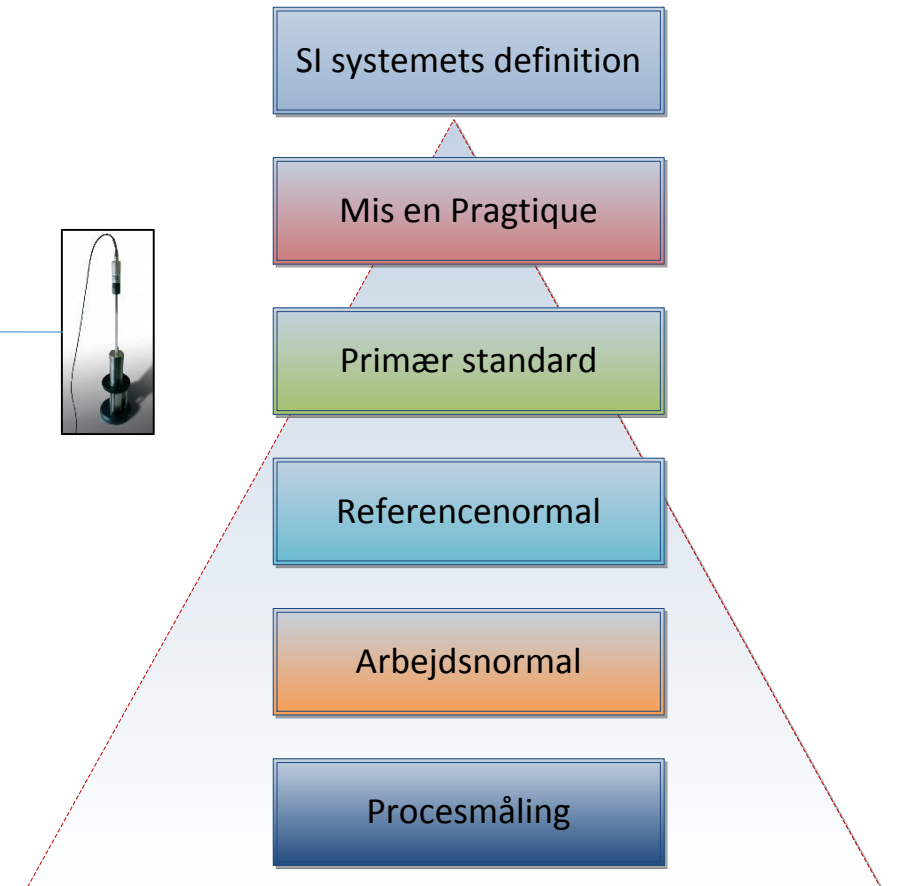 SI systemets definition
Mis en Pragtique
Primær standard
Referencenormal
Arbejdsnormal
Procesmåling